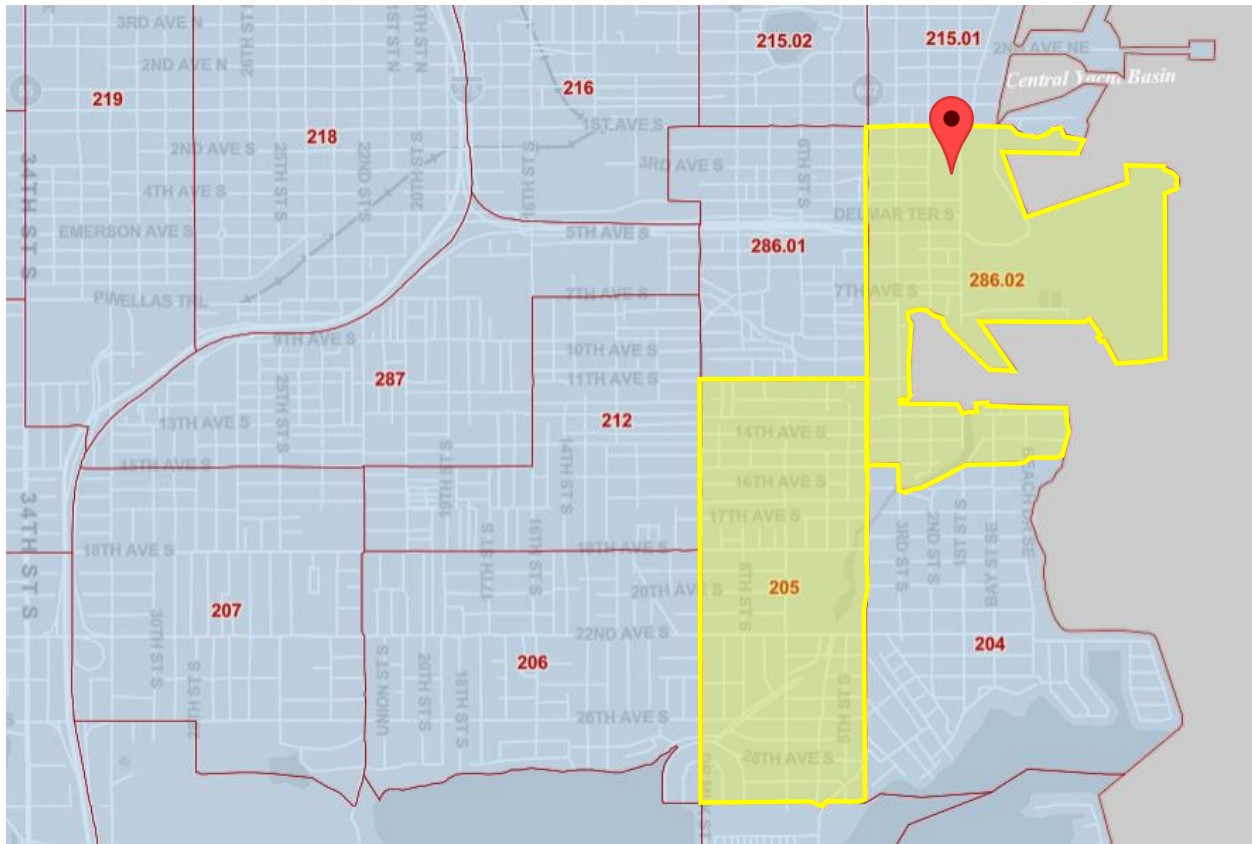 3RD AVE N
26TH ST N
2ND AVE N
215.02
215.01
2ND AVE NE
Central Yacht Basin
219
216
1ST AVE S
218
2ND AVE S
3RD AVE S
34TH ST S
25TH ST S
22ND ST S
20TH ST S
16TH ST S
6TH ST S
4TH AVE S
DELMAR TER S
EMERSON AVE S
5TH AVE S
286.01
286.02
PINELLAS TRL
7TH AVE S
7TH AVE S
9TH AVE S
10TH AVE S
11TH AVE S
287
25TH ST S
212
13TH AVE S
14TH AVE S
15TH AVE S
14TH ST S
16TH AVE S
BEACH DR SE
34TH ST S
17TH ST S
16TH ST S
17TH AVE S
3RD ST S
2ND ST S
1ST ST S
BAY ST SE
18TH AVE S
18TH AVE S
20TH AVE S
8TH ST S
205
207
30TH ST S
22ND AVE S
206
204
UNION ST S
20TH ST S
18TH ST S
5TH ST S
26TH AVE S
28TH AVE S